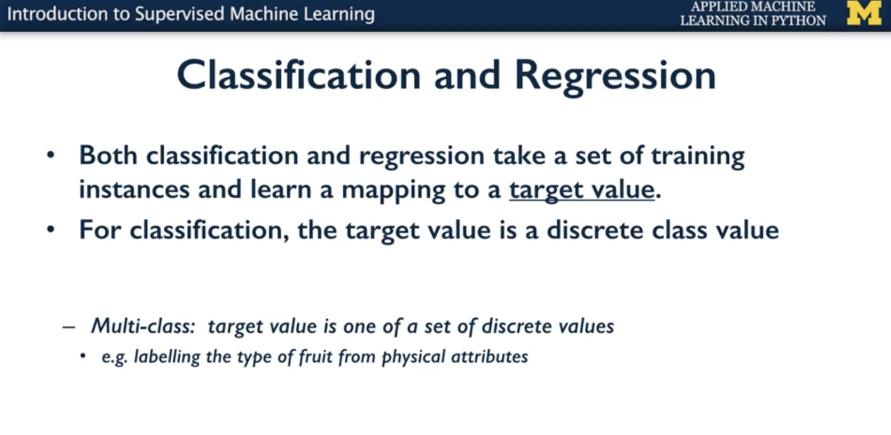 Introduction to Supervised Machine Learning
APPLIED MACHINE
LEARNING IN PYTHON
M
Classification and Regression
• Both classification and regression take a set of training
instances and learn a mapping to a target value.
• For classification, the target value is a discrete class value
– Multi-class: target value is one of a set of discrete values
• e.g. labelling the type of fruit from physical attributes